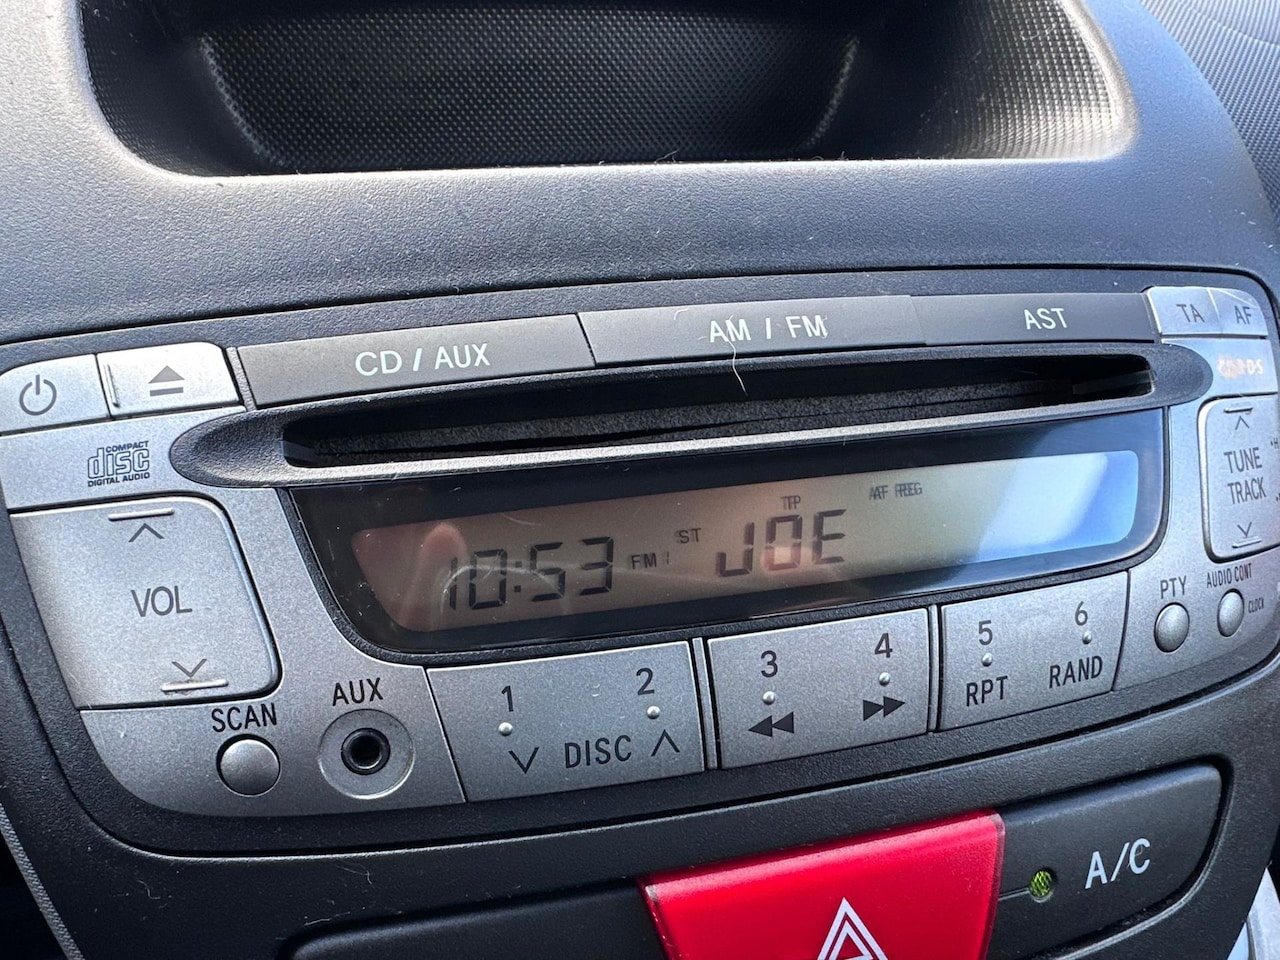 CD / AUX
AM / FM
AST
TA
AF
COMPACT
disc
DIGITAL AUDIO
TUNE
TRACK
VOL
10:53
FM 1
ST
TP
JOE
AF REG
PTY
AUDIO CONT
CLOCK
SCAN
AUX
1
2
DISC
3
4
5
RPT
6
RAND
A/C